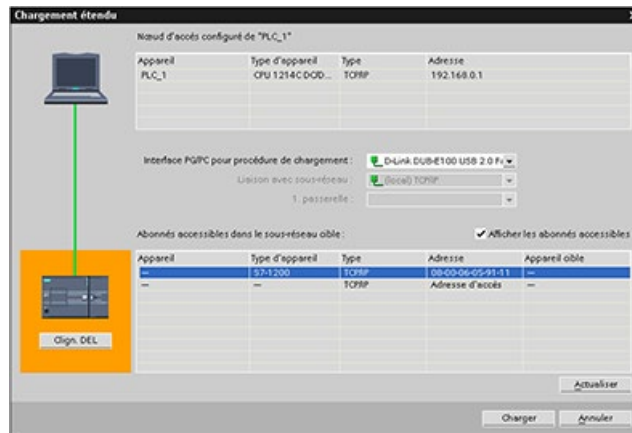 Chargement étendu
Nœud d'accés configuré de "PLC_1"
Appareil Type d'appareil Type Adresse
PLC_1 CPU 1214C DC/D... TCP/IP 192.168.0.1
Interface PG/PC pour procédure de chargement : D-Link DUB-E100 USB 2.0 Fa
Liaison avec sous-réseau : (local) TCP/IP
1. passerelle :
Abonnés accessibles dans le sous-réseau cible : Afficher les abonnés accessibles
Appareil Type d'appareil Type Adresse Appareil cible
— S7-1200 TCP/IP 08-00-06-05-91-11 —
— — TCP/IP Adresse d'accés —
Clign. DEL
Actualiser
Charger Annuler